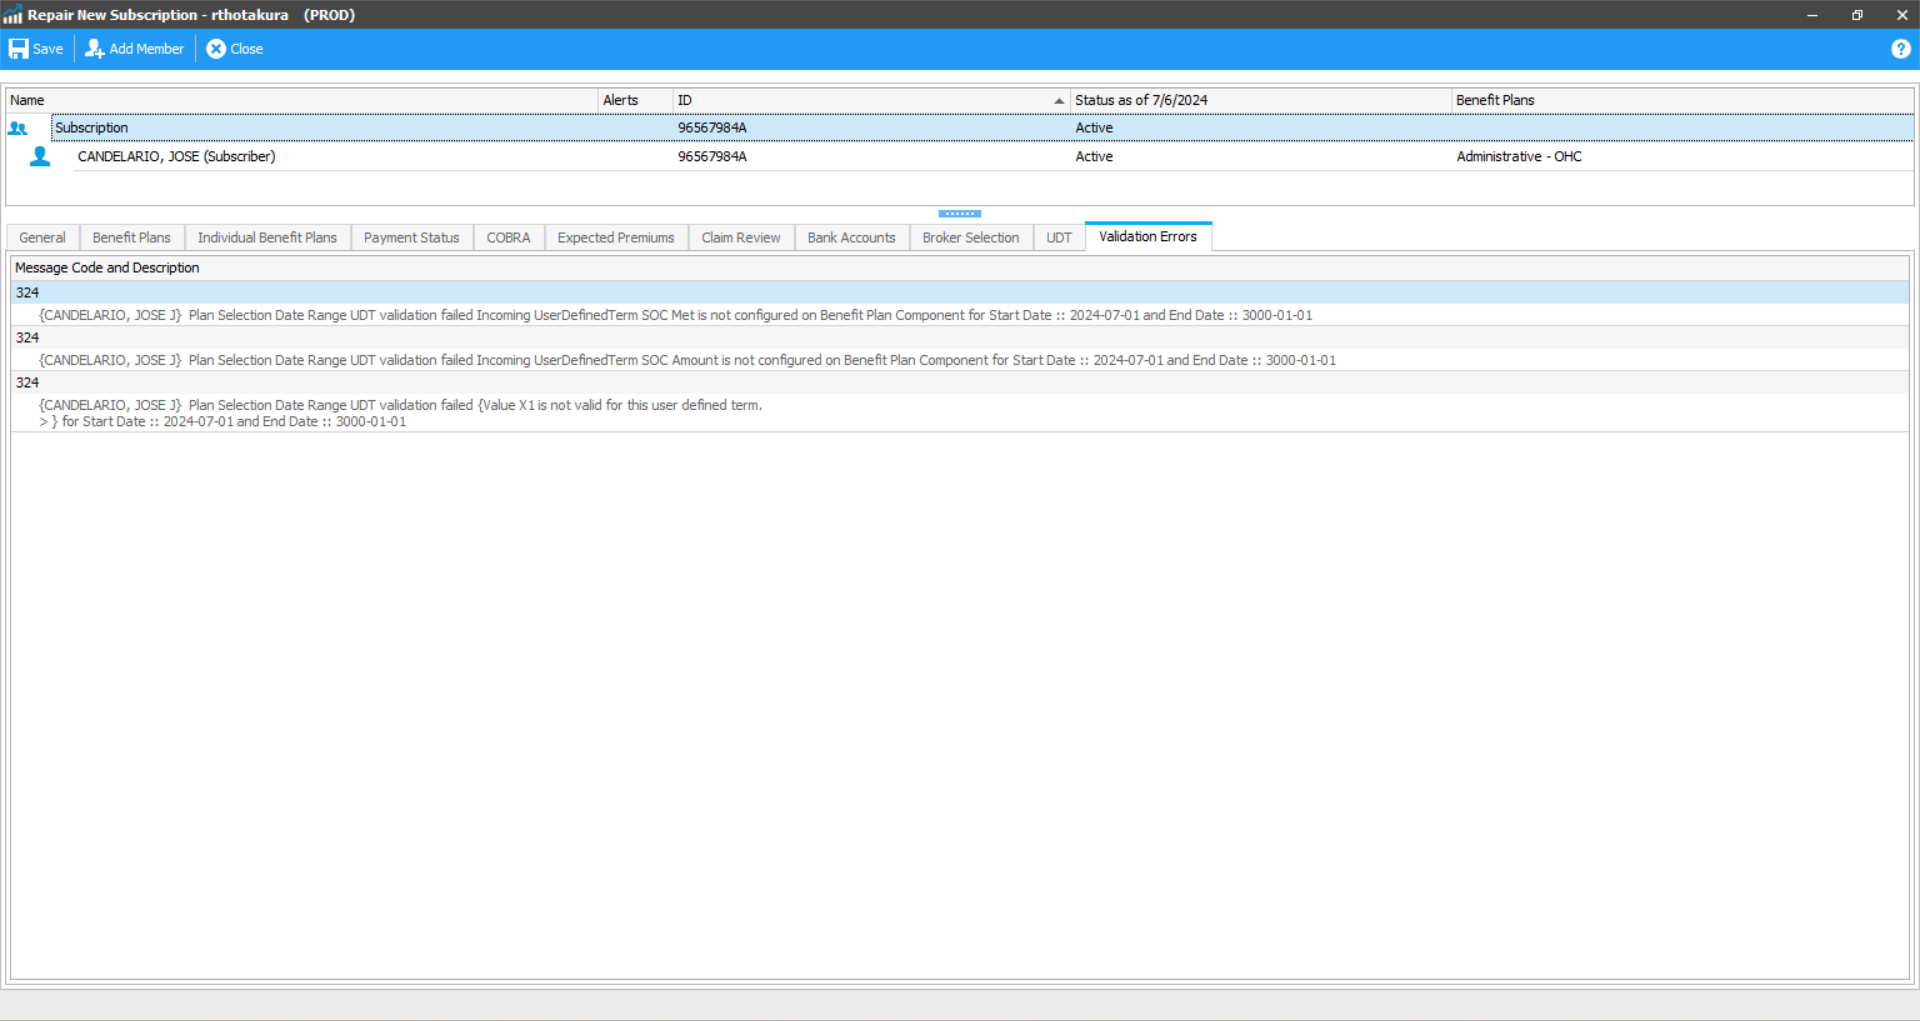 Repair New Subscription - rthotakura (PROD)
Save Add Member Close ?
Name Alerts ID Status as of 7/6/2024 Benefit Plans
Subscription 96567984A Active
CANDELARIO, JOSE (Subscriber) 96567984A Active Administrative - OHC
General Benefit Plans Individual Benefit Plans Payment Status COBRA Expected Premiums Claim Review Bank Accounts Broker Selection UDT Validation Errors
Message Code and Description
324
{CANDELARIO, JOSE J} Plan Selection Date Range UDT validation failed Incoming UserDefinedTerm SOC Met is not configured on Benefit Plan Component for Start Date :: 2024-07-01 and End Date :: 3000-01-01
324
{CANDELARIO, JOSE J} Plan Selection Date Range UDT validation failed Incoming UserDefinedTerm SOC Amount is not configured on Benefit Plan Component for Start Date :: 2024-07-01 and End Date :: 3000-01-01
324
{CANDELARIO, JOSE J} Plan Selection Date Range UDT validation failed {Value X1 is not valid for this user defined term.
> } for Start Date :: 2024-07-01 and End Date :: 3000-01-01